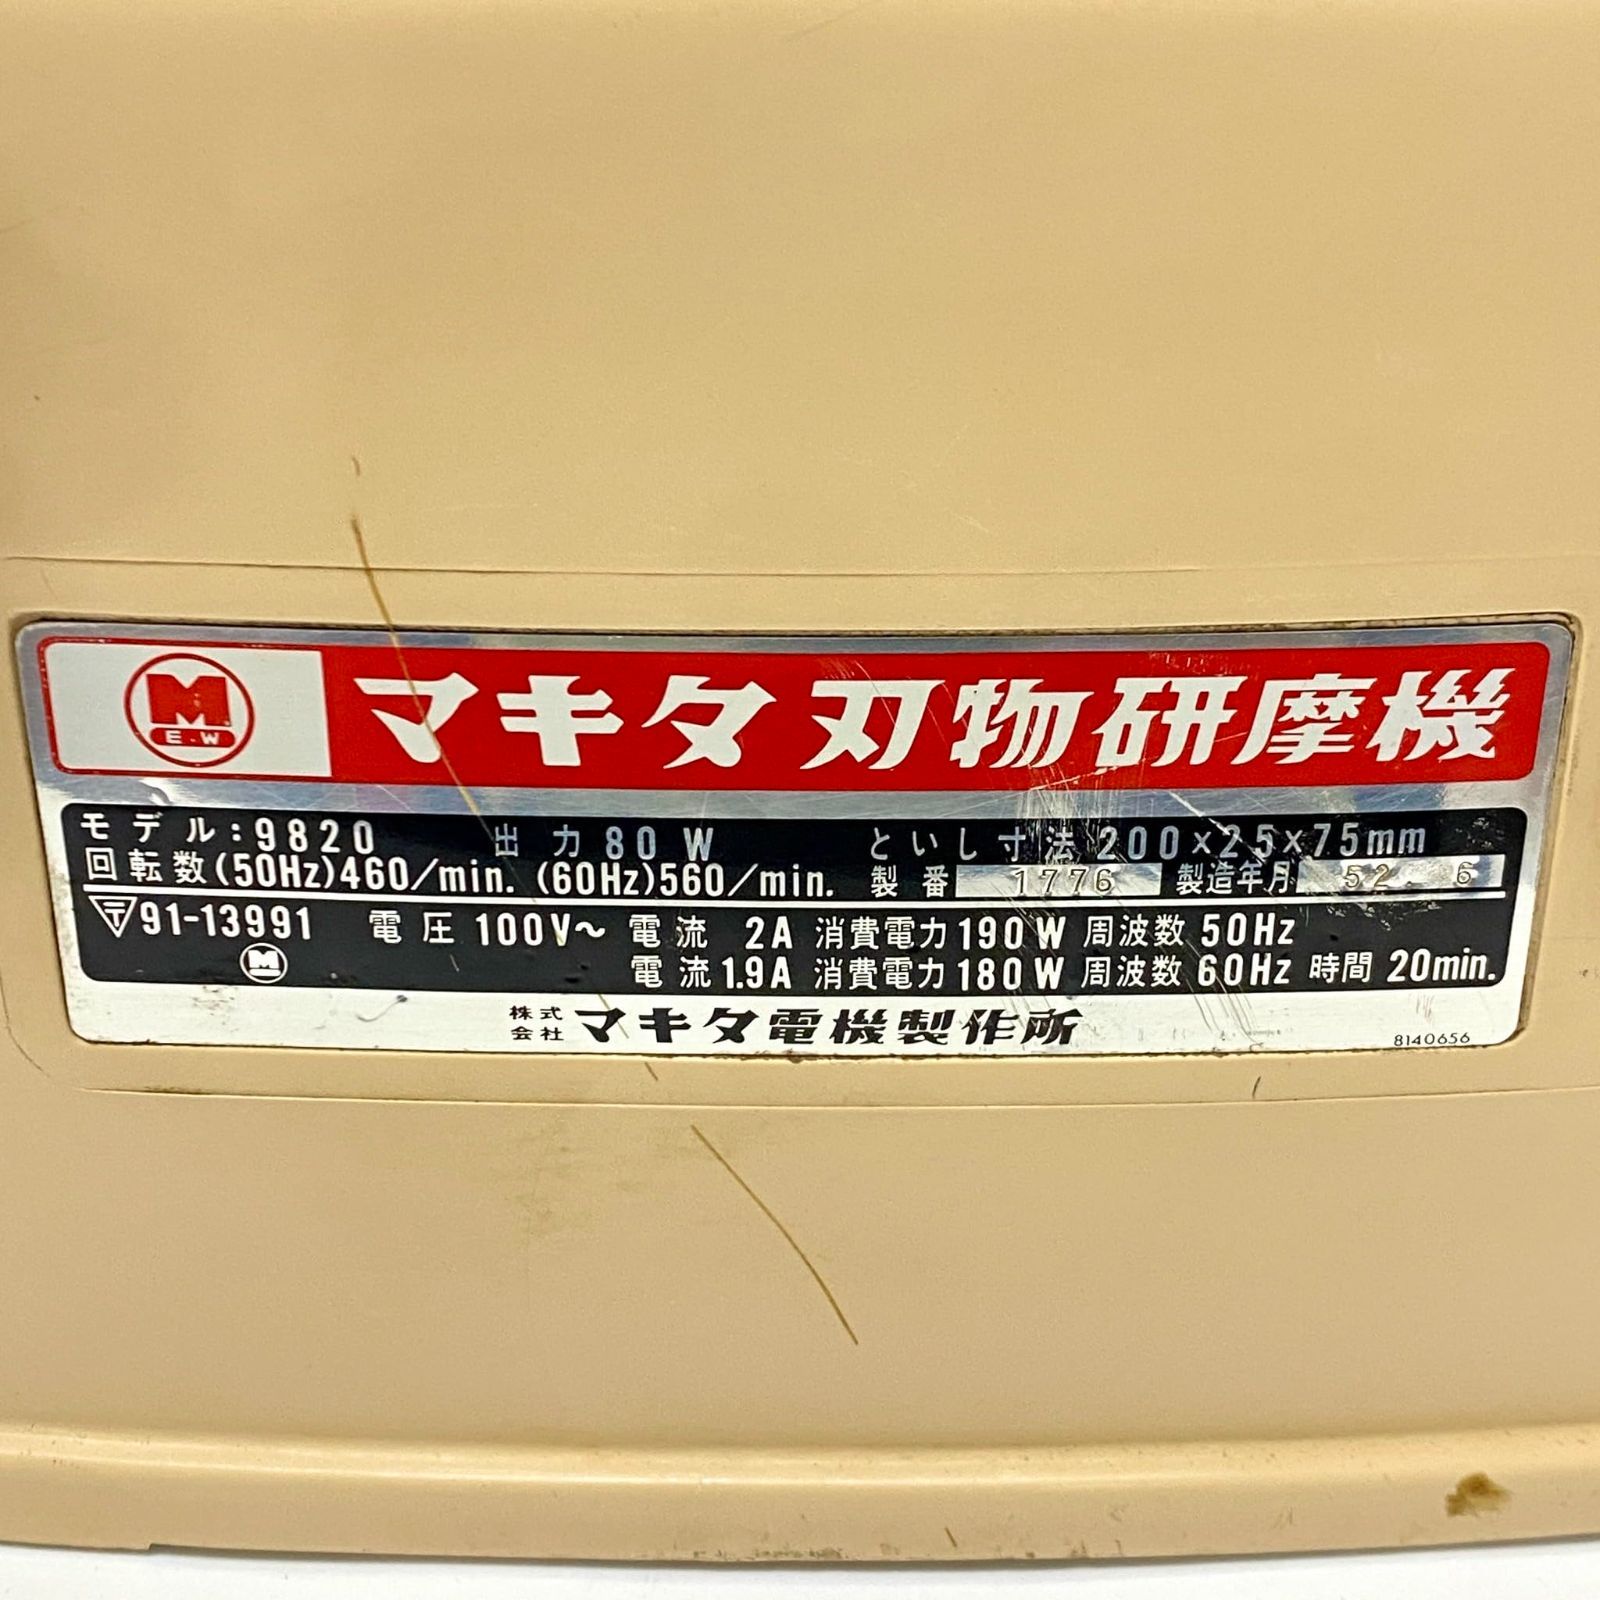 M
E.W
マキタ刃物研摩機
モデル:9820 出力80W といし寸法200×25×75mm
回転数(50Hz)460/min. (60Hz)560/min. 製番 1776 製造年月 52 6
〒91-13991 電圧100V~ 電流 2A 消費電力190W 周波数50Hz
M 電流1.9A 消費電力180W 周波数60Hz 時間20min.
株式会社マキタ電機製作所
8140656